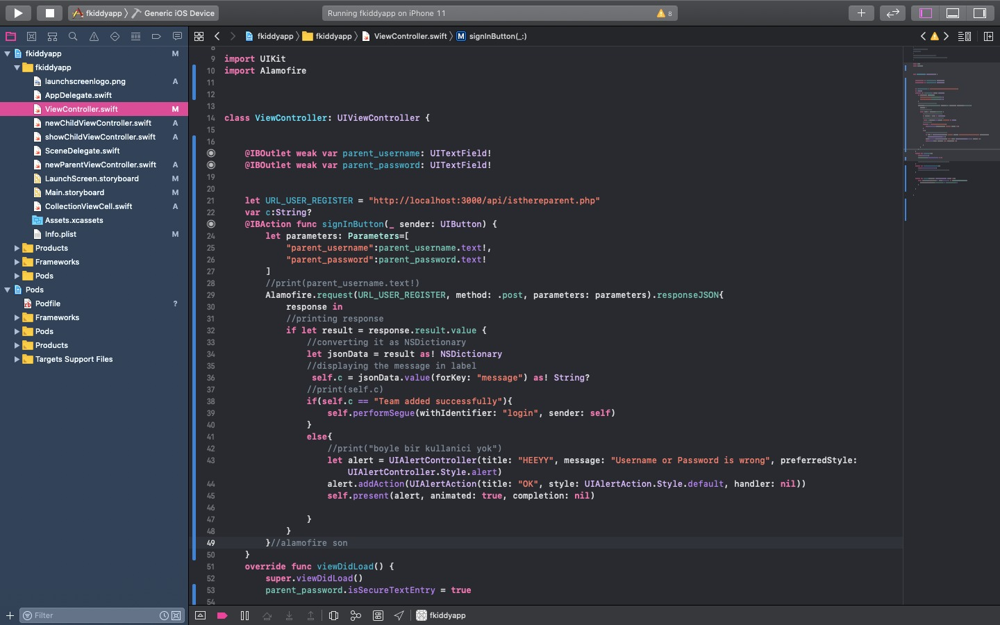 fkiddyapp Generic iOS Device
Running fkiddyapp on iPhone 11
8
fkiddyapp fkiddyapp ViewController.swift M signInButton(_:)
fkiddyapp M
fkiddyapp
launchscreenlogo.png A
AppDelegate.swift
ViewController.swift M
newChildViewController.swift A
showChildViewController.swift A
SceneDelegate.swift
newParentViewController.swift A
LaunchScreen.storyboard M
Main.storyboard M
CollectionViewCell.swift A
Assets.xcassets
Info.plist M
Products
Frameworks
Pods
Pods
Podfile ?
Frameworks
Pods
Products
Targets Support Files
Filter
8
9 import UIKit
10 import Alamofire
11
12
13
14 class ViewController: UIViewController {
15
16
@IBOutlet weak var parent_username: UITextField!
@IBOutlet weak var parent_password: UITextField!
19
20
21 let URL_USER_REGISTER = "http://localhost:3000/api/isthereparent.php"
22 var c:String?
@IBAction func signInButton(_ sender: UIButton) {
24 let parameters: Parameters=[
25 "parent_username":parent_username.text!,
26 "parent_password":parent_password.text!
27 ]
28 //print(parent_username.text!)
29 Alamofire.request(URL_USER_REGISTER, method: .post, parameters: parameters).responseJSON{
30 response in
31 //printing response
32 if let result = response.result.value {
33 //converting it as NSDictionary
34 let jsonData = result as! NSDictionary
35 //displaying the message in label
36 self.c = jsonData.value(forKey: "message") as! String?
37 //print(self.c)
38 if(self.c == "Team added successfully"){
39 self.performSegue(withIdentifier: "login", sender: self)
40 }
41 else{
42 //print("boyle bir kullanici yok")
43 let alert = UIAlertController(title: "HEEYY", message: "Username or Password is wrong", preferredStyle:
UIAlertController.Style.alert)
44 alert.addAction(UIAlertAction(title: "OK", style: UIAlertAction.Style.default, handler: nil))
45 self.present(alert, animated: true, completion: nil)
46
47 }
48 }
49 }//alamofire son
50 }
51 override func viewDidLoad() {
52 super.viewDidLoad()
53 parent_password.isSecureTextEntry = true
54
fkiddyapp